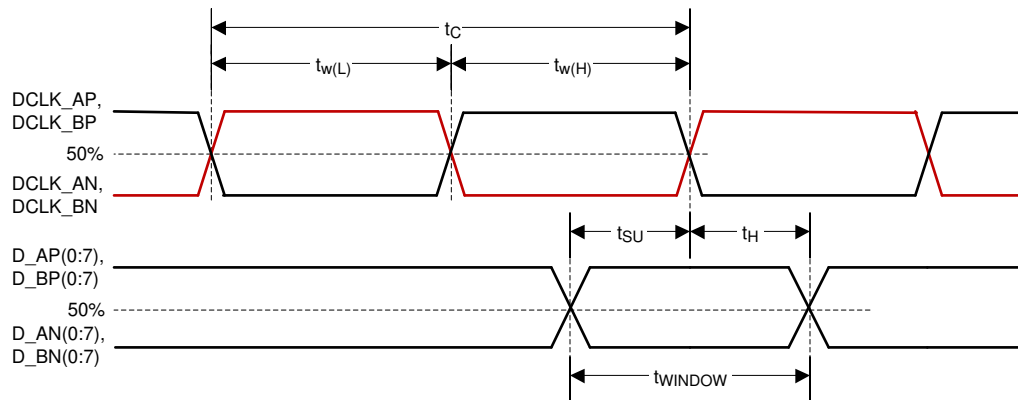 tC
tw(L)
tw(H)
DCLK_AP,
DCLK_BP
50%
DCLK_AN,
DCLK_BN
tSU
tH
D_AP(0:7),
D_BP(0:7)
50%
D_AN(0:7),
D_BN(0:7)
tWINDOW